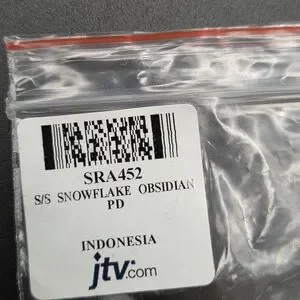 SRA452
S/S SNOWFLAKE OBSIDIAN
PD
INDONESIA
jtv.com